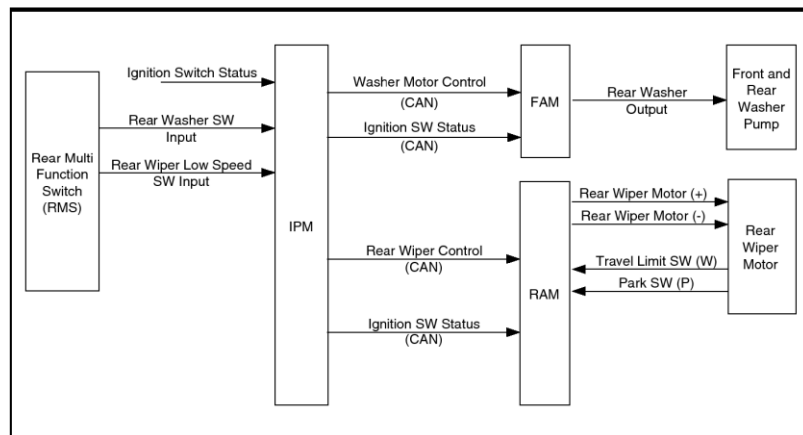 Rear Multi
Function
Switch
(RMS)
Ignition Switch Status
Rear Washer SW
Input
Rear Wiper Low Speed
SW Input
IPM
Washer Motor Control
(CAN)
Ignition SW Status
(CAN)
Rear Wiper Control
(CAN)
Ignition SW Status
(CAN)
FAM
Rear Washer
Output
Front and
Rear
Washer
Pump
RAM
Rear Wiper Motor (+)
Rear Wiper Motor (-)
Travel Limit SW (W)
Park SW (P)
Rear
Wiper
Motor